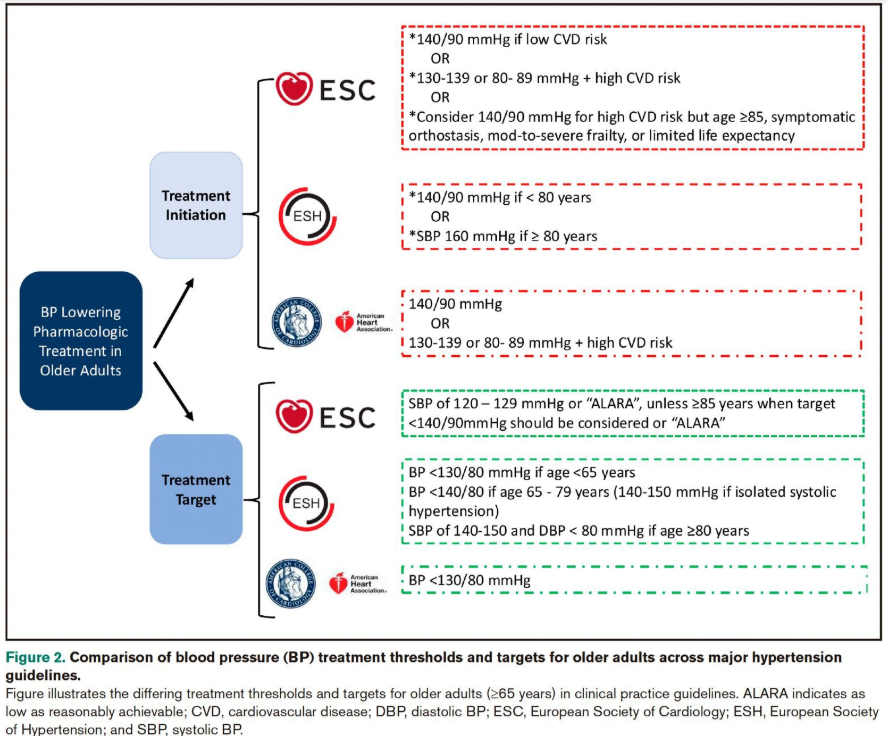 *140/90 mmHg if low CVD risk
OR
*130-139 or 80- 89 mmHg + high CVD risk
OR
*Consider 140/90 mmHg for high CVD risk but age ≥85, symptomatic
orthostasis, mod-to-severe frailty, or limited life expectancy
ESC
Treatment
Initiation
ESH
*140/90 mmHg if < 80 years
OR
*SBP 160 mmHg if ≥ 80 years
AMERICAN COLLEGE OF CARDIOLOGY
American
Heart
Association.
140/90 mmHg
OR
130-139 or 80- 89 mmHg + high CVD risk
BP Lowering
Pharmacologic
Treatment in
Older Adults
ESC
SBP of 120 – 129 mmHg or “ALARA”, unless ≥85 years when target
<140/90mmHg should be considered or “ALARA”
Treatment
Target
ESH
BP <130/80 mmHg if age <65 years
BP <140/80 if age 65 - 79 years (140-150 mmHg if isolated systolic
hypertension)
SBP of 140-150 and DBP < 80 mmHg if age ≥80 years
AMERICAN COLLEGE OF CARDIOLOGY
American
Heart
Association.
BP <130/80 mmHg
Figure 2. Comparison of blood pressure (BP) treatment thresholds and targets for older adults across major hypertension
guidelines.
Figure illustrates the differing treatment thresholds and targets for older adults (≥65 years) in clinical practice guidelines. ALARA indicates as
low as reasonably achievable; CVD, cardiovascular disease; DBP, diastolic BP; ESC, European Society of Cardiology; ESH, European Society
of Hypertension; and SBP, systolic BP.